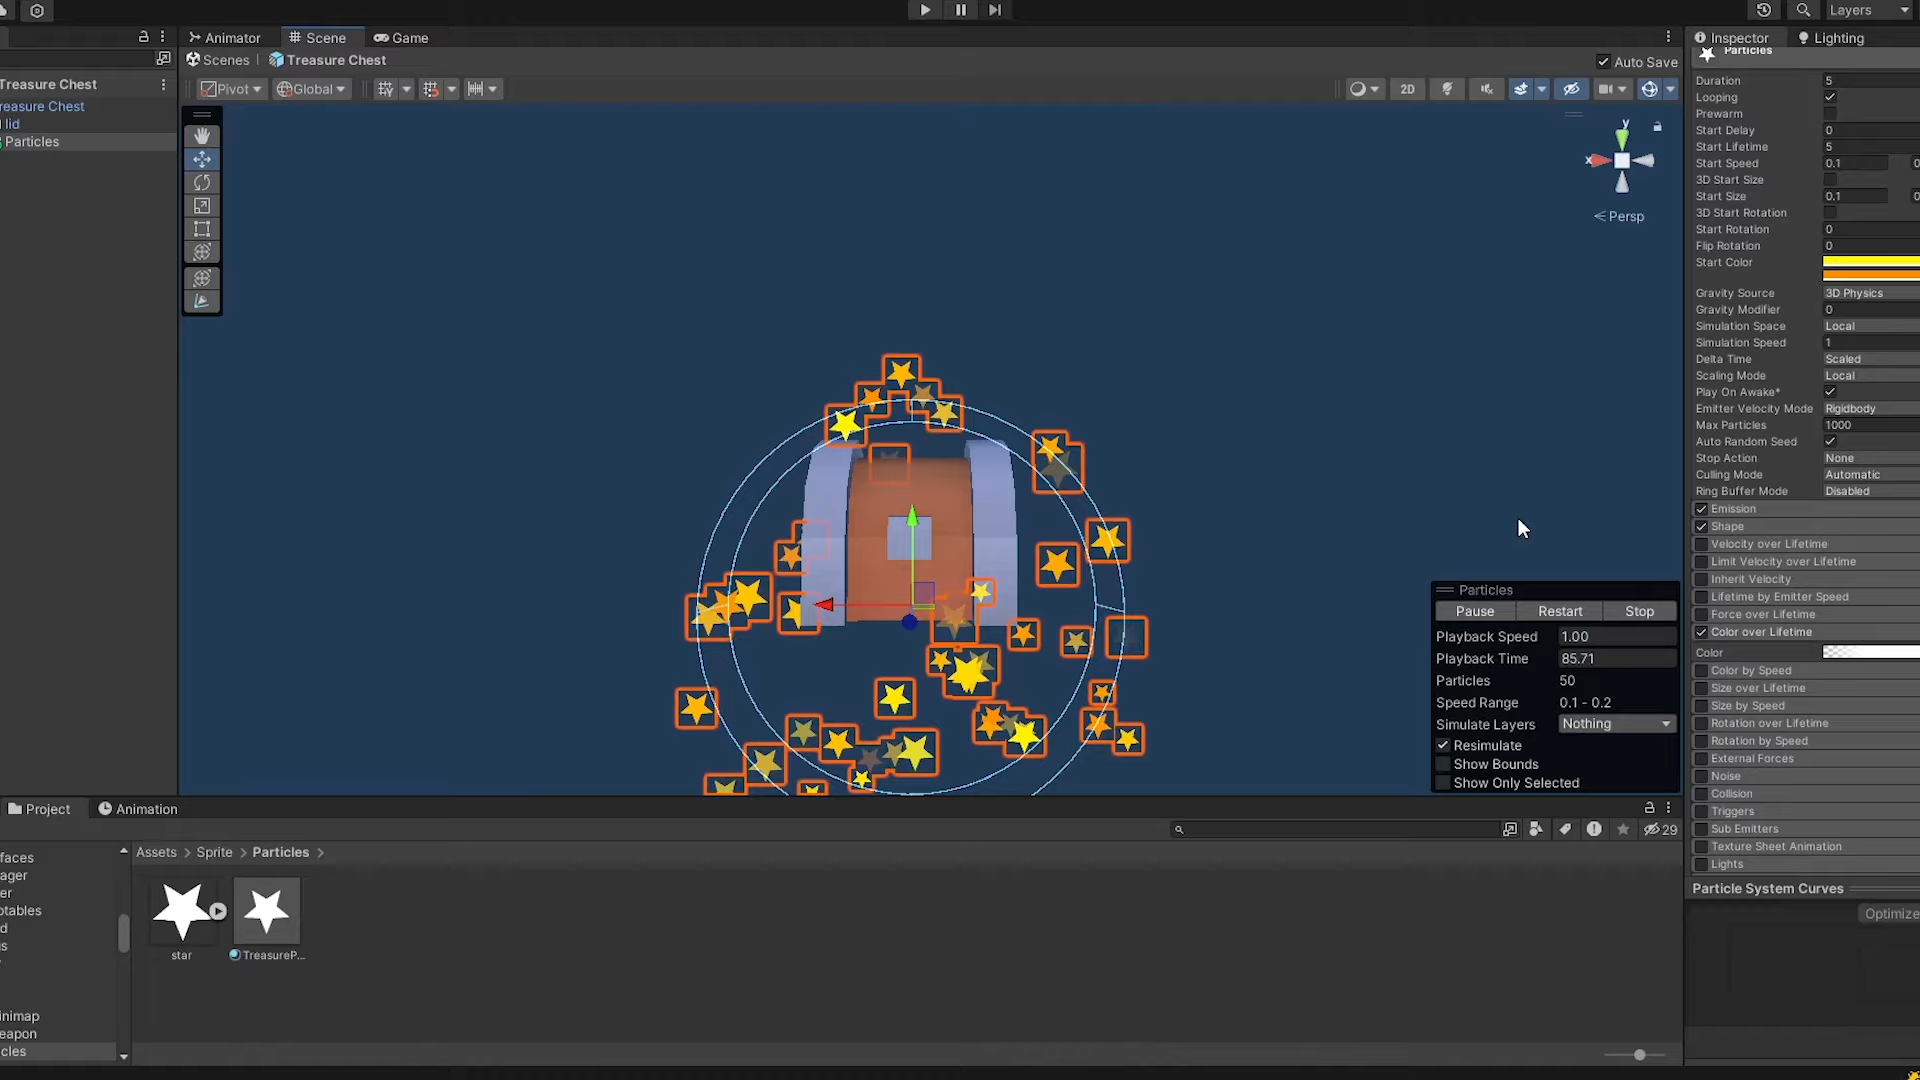 Layers
Animator
Scene
Game
Inspector
Lighting
Scenes
Treasure Chest
Auto Save
Pivot
Global
2D
Treasure Chest
reasure Chest
lid
Particles
y
x
Persp
Particles
Duration 5
Looping
Prewarm
Start Delay 0
Start Lifetime 5
Start Speed 0.1 0
3D Start Size
Start Size 0.1 0
3D Start Rotation
Start Rotation 0
Flip Rotation 0
Start Color
Gravity Source 3D Physics
Gravity Modifier 0
Simulation Space Local
Simulation Speed 1
Delta Time Scaled
Scaling Mode Local
Play On Awake*
Emitter Velocity Mode Rigidbody
Max Particles 1000
Auto Random Seed
Stop Action None
Culling Mode Automatic
Ring Buffer Mode Disabled
Emission
Shape
Velocity over Lifetime
Limit Velocity over Lifetime
Inherit Velocity
Lifetime by Emitter Speed
Force over Lifetime
Color over Lifetime
Color
Color by Speed
Size over Lifetime
Size by Speed
Rotation over Lifetime
Rotation by Speed
External Forces
Noise
Collision
Triggers
Sub Emitters
Texture Sheet Animation
Lights
Particle System Curves
Optimize
Particles
Pause Restart Stop
Playback Speed 1.00
Playback Time 85.71
Particles 50
Speed Range 0.1 - 0.2
Simulate Layers Nothing
Resimulate
Show Bounds
Show Only Selected
Project
Animation
29
Assets > Sprite > Particles >
faces
ager
er
otables
d
gs
inimap
eapon
cles
star
TreasureP...